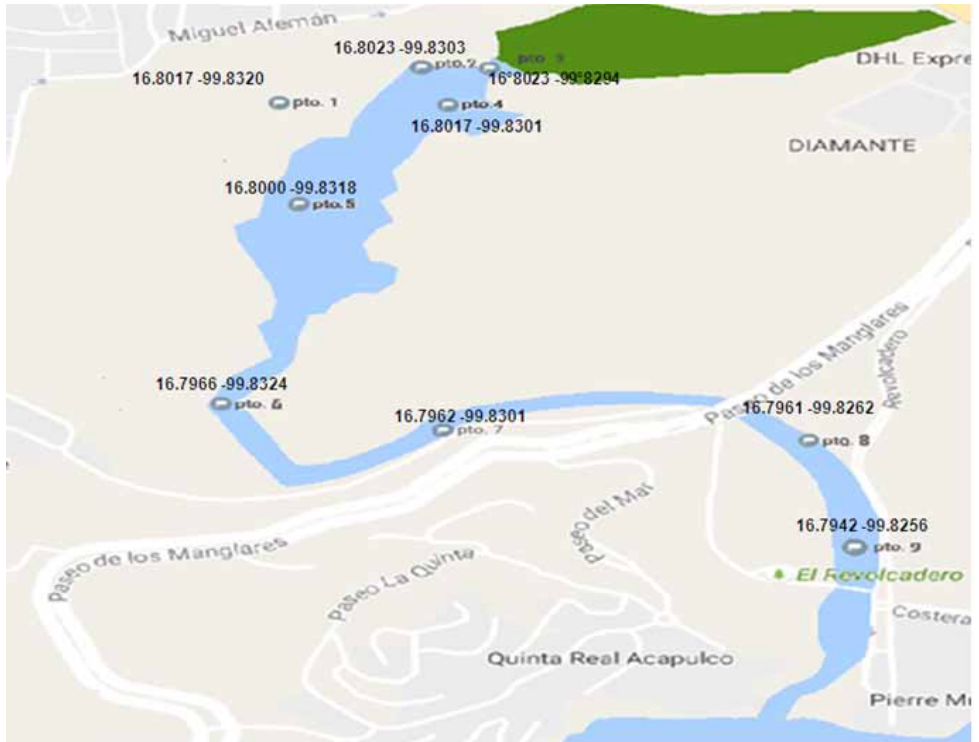 Miguel Alemán
16.8023 -99.8303
pto.2
pto. 3
DHL Expre
16.8017 -99.8320
16°8023 -99°8294
pto. 1
pto.4
16.8017 -99.8301
DIAMANTE
16.8000 -99.8318
pto.5
Paseo de los Manglares
Revolcadero
16.7966 -99.8324
pto. 6
16.7962 -99.8301
pto. 7
16.7961 -99.8262
pto. 8
Paseo del Mar
16.7942 -99.8256
pto. 9
Paseo de los Manglares
Paseo La Quinta
El Revolcadero
Costera
Quinta Real Acapulco
Pierre Mi